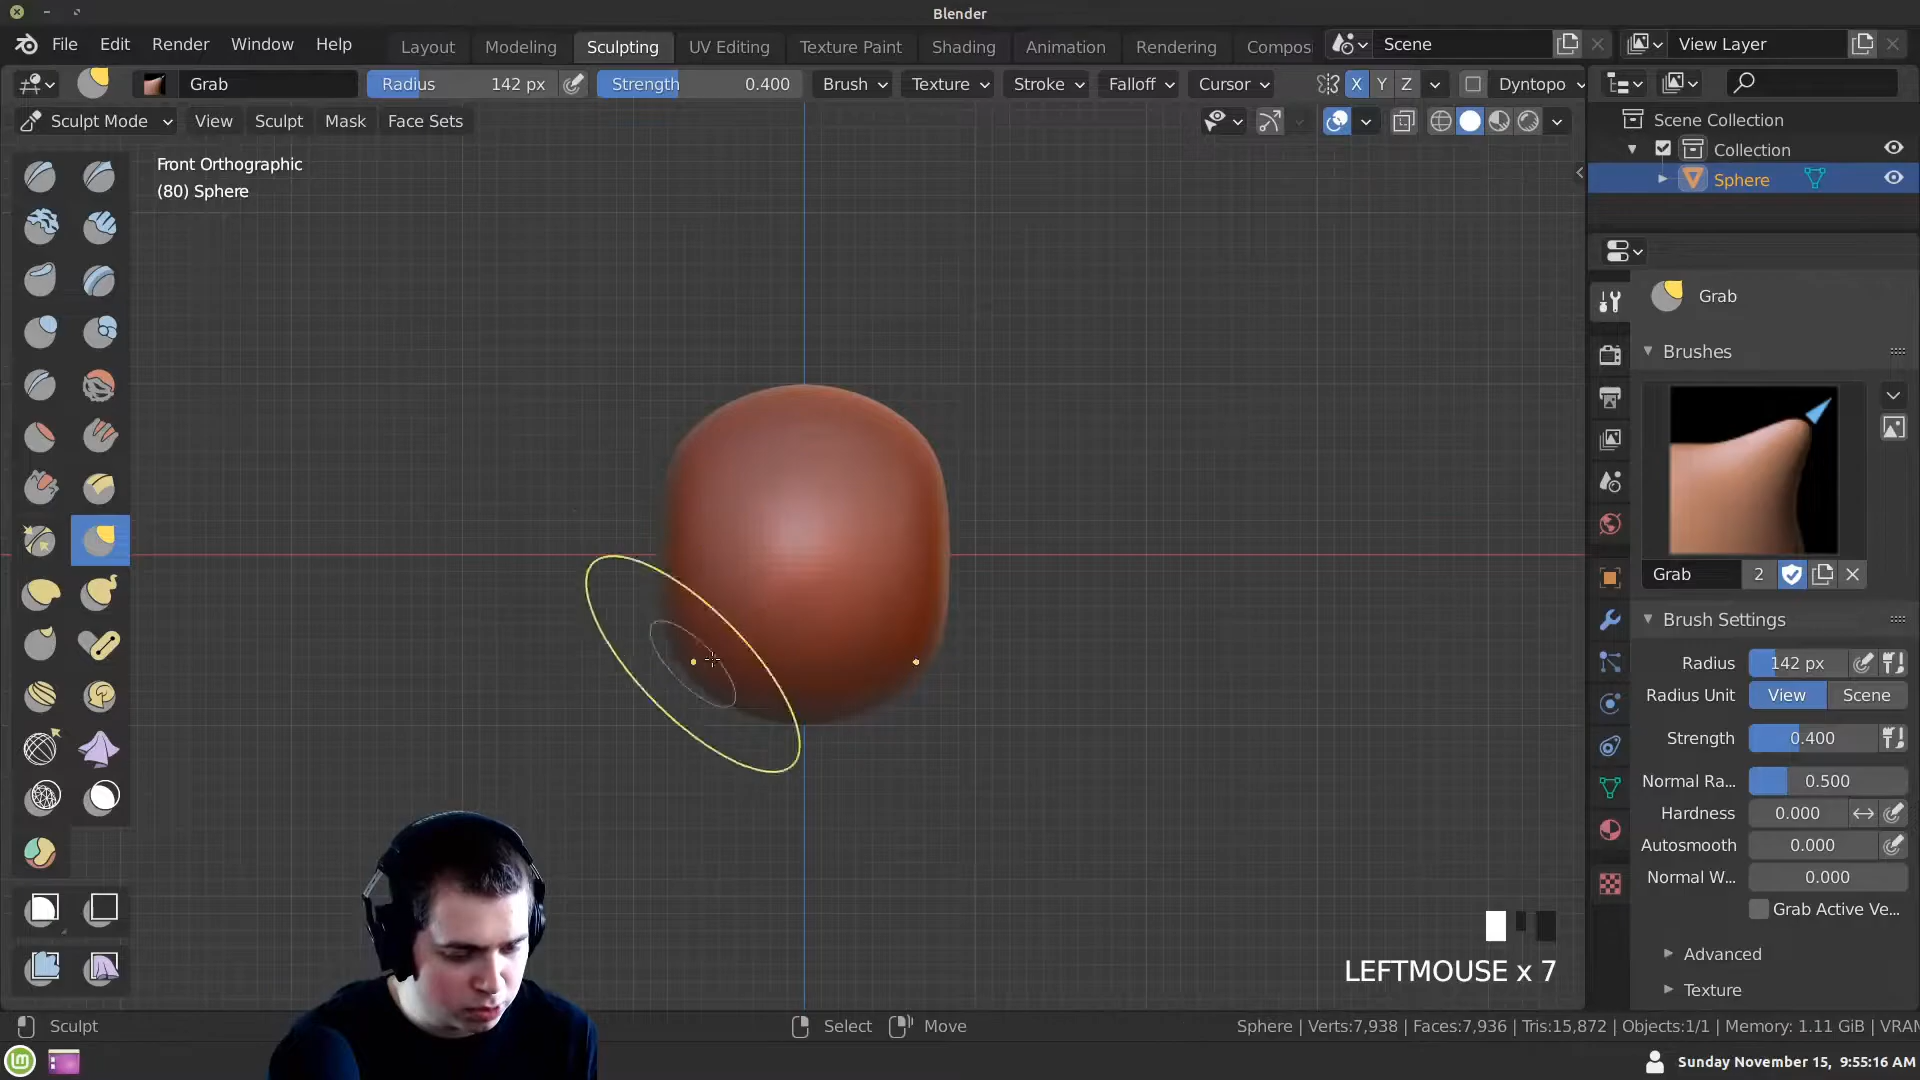 Blender
File Edit Render Window Help Layout Modeling Sculpting UV Editing Texture Paint Shading Animation Rendering Compos Scene View Layer
Grab Radius 142 px Strength 0.400 Brush Texture Stroke Falloff Cursor X Y Z Dyntopo
Sculpt Mode View Sculpt Mask Face Sets
Scene Collection
Collection
Sphere
Front Orthographic
(80) Sphere
Grab
Brushes
Grab 2
Brush Settings
Radius 142 px
Radius Unit View Scene
Strength 0.400
Normal Ra... 0.500
Hardness 0.000
Autosmooth 0.000
Normal W... 0.000
Grab Active Ve...
Advanced
Texture
LEFTMOUSE x 7
Sculpt Select Move Sphere | Verts:7,938 | Faces:7,936 | Tris:15,872 | Objects:1/1 | Memory: 1.11 GiB | VRAM
Sunday November 15, 9:55:16 AM